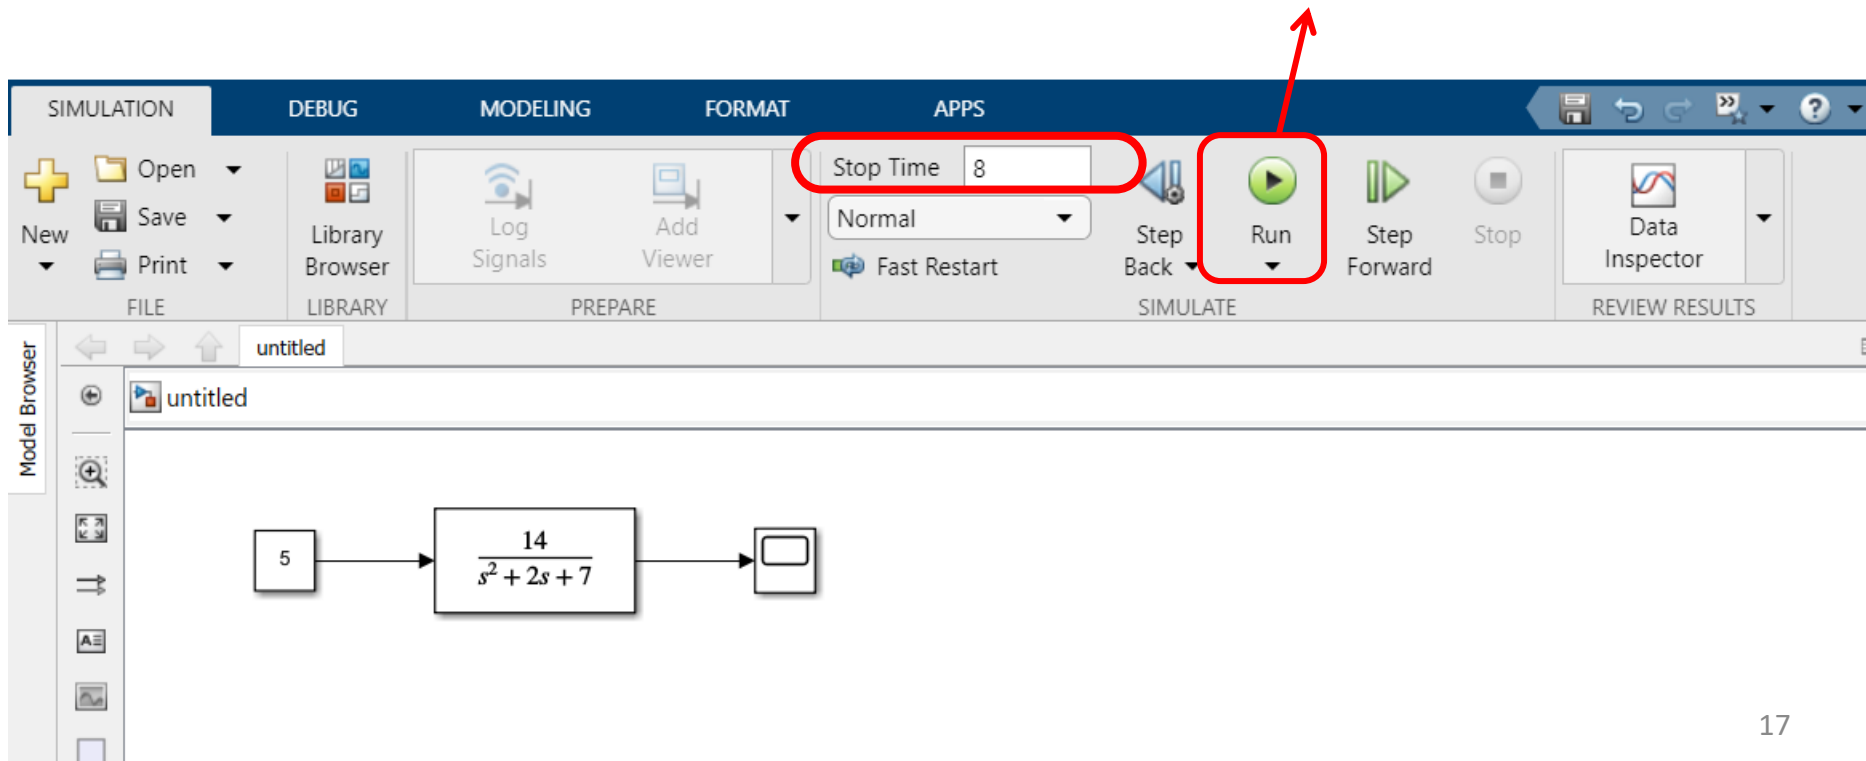 SIMULATION DEBUG MODELING FORMAT APPS
New
Open
Save
Print
FILE
Library
Browser
LIBRARY
Log
Signals
Add
Viewer
PREPARE
Stop Time 8
Normal
Fast Restart
Step
Back
Run
Step
Forward
Stop
SIMULATE
Data
Inspector
REVIEW RESULTS
Model Browser
untitled
untitled
5
14
s² + 2s + 7
17